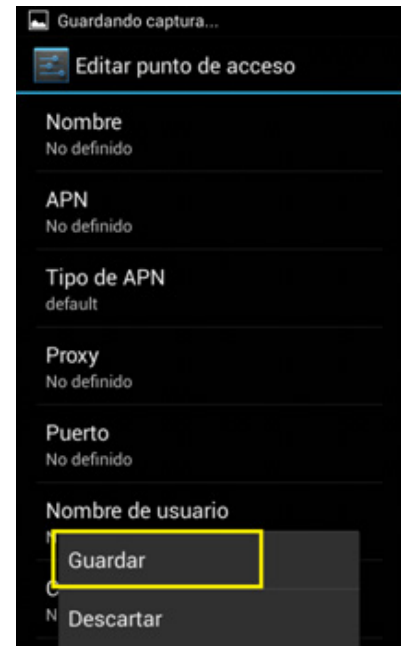 Guardando captura...
Editar punto de acceso
Nombre
No definido
APN
No definido
Tipo de APN
default
Proxy
No definido
Puerto
No definido
Nombre de usuario
Guardar
Descartar